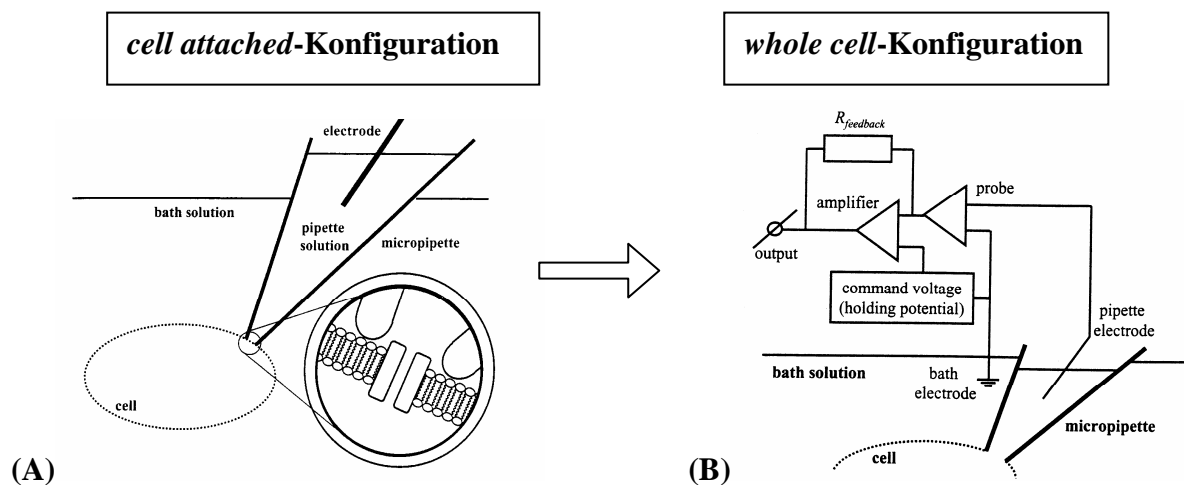 cell attached-Konfiguration
whole cell-Konfiguration
electrode
bath solution
pipette
solution
micropipette
cell
(A)
R_feedback
probe
amplifier
output
command voltage
(holding potential)
pipette
electrode
bath solution
bath
electrode
micropipette
cell
(B)